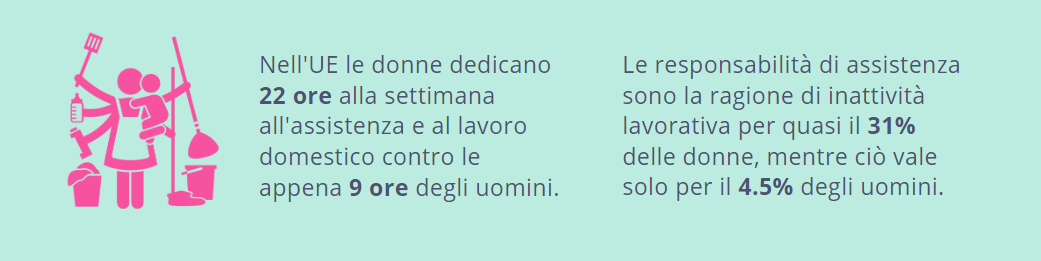 Nell'UE le donne dedicano
22 ore alla settimana
all'assistenza e al lavoro
domestico contro le
appena 9 ore degli uomini.
Le responsabilità di assistenza
sono la ragione di inattività
lavorativa per quasi il 31%
delle donne, mentre ciò vale
solo per il 4.5% degli uomini.